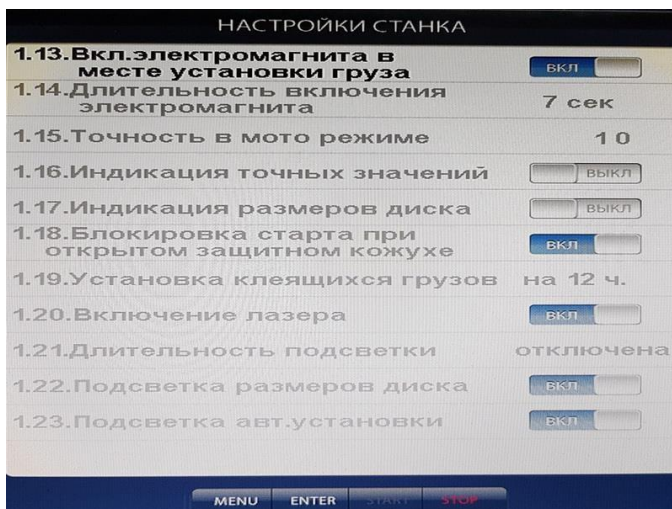 НАСТРОЙКИ СТАНКА
1.13.Вкл.электромагнита в
месте установки груза
ВКЛ
1.14.Длительность включения
электромагнита
7 сек
1.15.Точность в мото режиме
10
1.16.Индикация точных значений
ВЫКЛ
1.17.Индикация размеров диска
ВЫКЛ
1.18.Блокировка старта при
открытом защитном кожухе
ВКЛ
1.19.Установка клеящихся грузов
на 12 ч.
1.20.Включение лазера
ВКЛ
1.21.Длительность подсветки
отключена
1.22.Подсветка размеров диска
ВКЛ
1.23.Подсветка авт.установки
ВКЛ
MENU ENTER START STOP